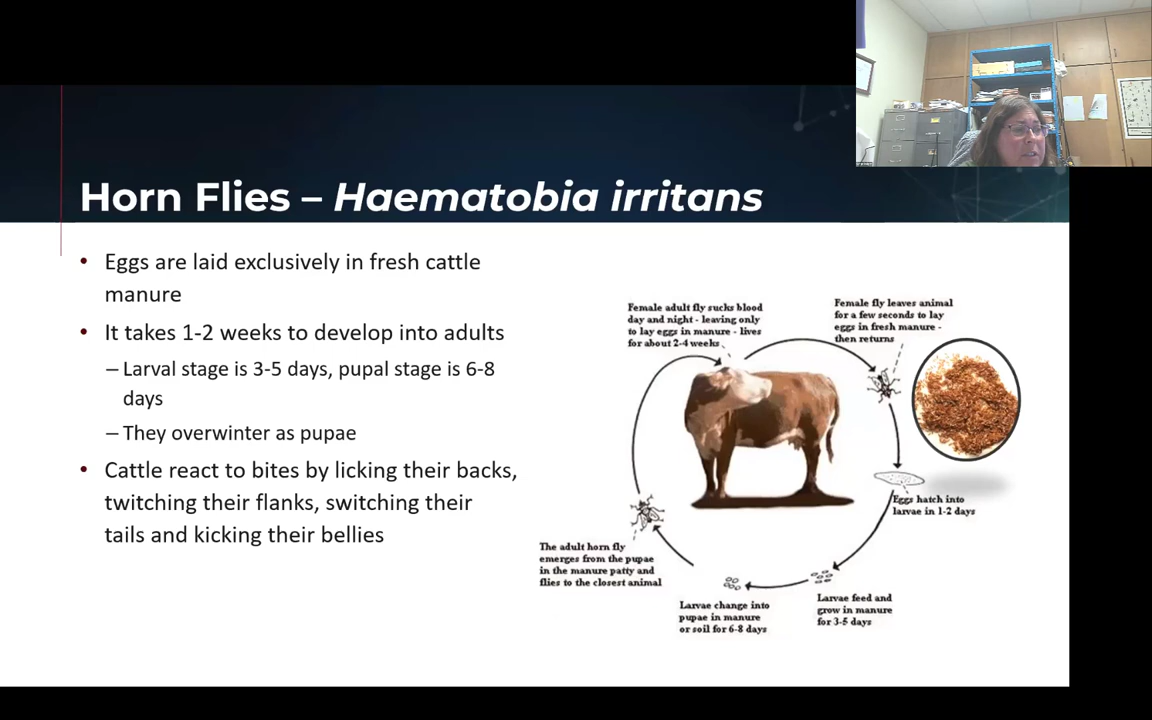 Horn Flies – Haematobia irritans
• Eggs are laid exclusively in fresh cattle
manure
• It takes 1-2 weeks to develop into adults
– Larval stage is 3-5 days, pupal stage is 6-8
days
– They overwinter as pupae
• Cattle react to bites by licking their backs,
twitching their flanks, switching their
tails and kicking their bellies
Female adult fly sucks blood
day and night - leaving only
to lay eggs in manure - lives
for about 2-4 weeks
Female fly leaves animal
for a few seconds to lay
eggs in fresh manure -
then returns
Eggs hatch into
larvae in 1-2 days
Larvae feed and
grow in manure
for 3-5 days
Larvae change into
pupae in manure
or soil for 6-8 days
The adult horn fly
emerges from the pupae
in the manure patty and
flies to the closest animal